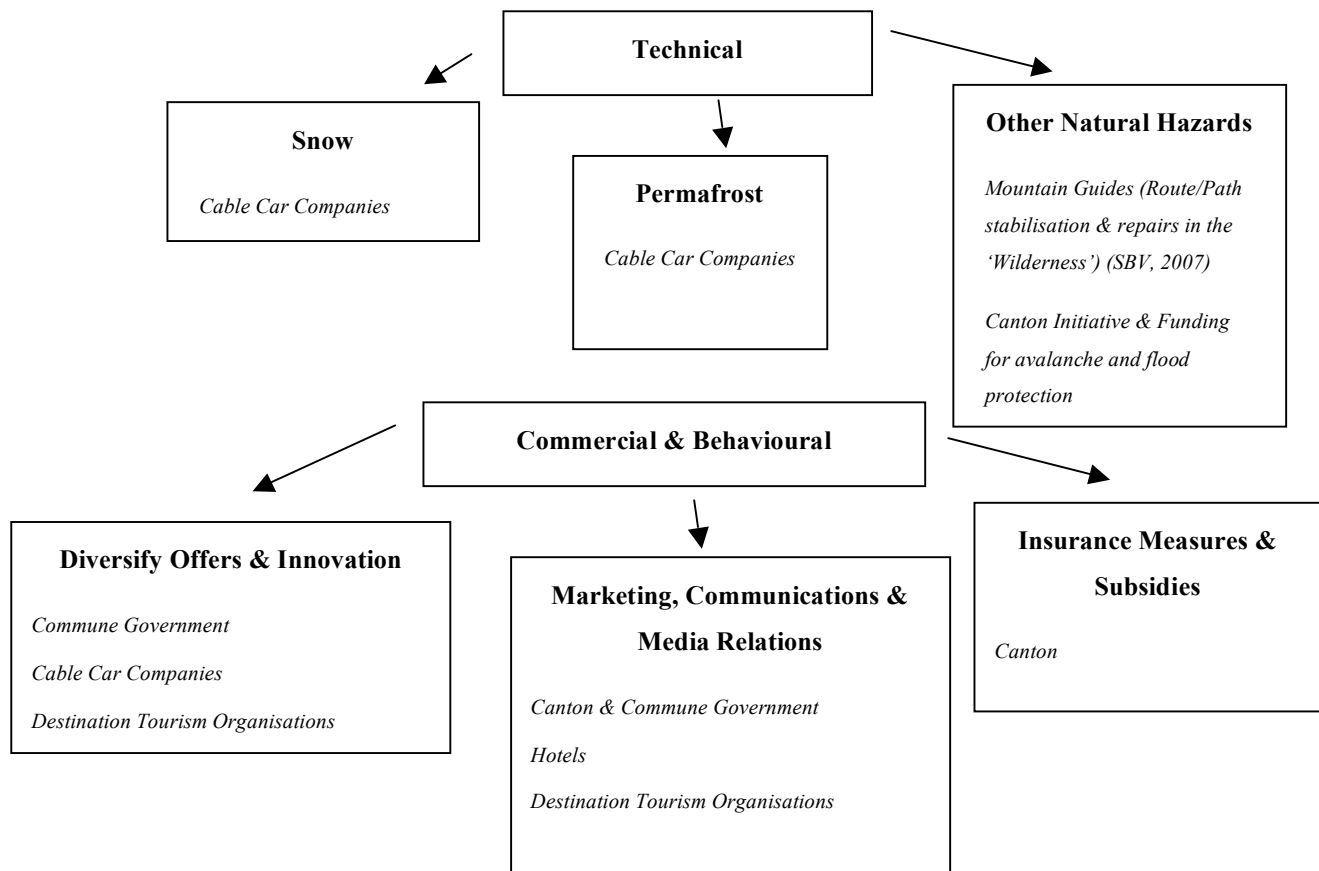 Technical
Snow
Cable Car Companies
Permafrost
Cable Car Companies
Other Natural Hazards
Mountain Guides (Route/Path
stabilisation & repairs in the
‘Wilderness’) (SBV, 2007)
Canton Initiative & Funding
for avalanche and flood
protection
Commercial & Behavioural
Diversify Offers & Innovation
Commune Government
Cable Car Companies
Destination Tourism Organisations
Marketing, Communications &
Media Relations
Canton & Commune Government
Hotels
Destination Tourism Organisations
Insurance Measures &
Subsidies
Canton